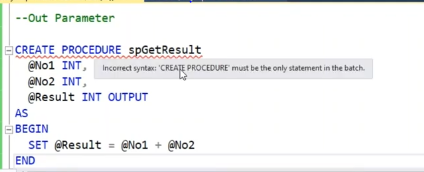 --Out Parameter
CREATE PROCEDURE spGetResult
@No1 INT,
Incorrect syntax: 'CREATE PROCEDURE' must be the only statement in the batch.
@No2 INT,
@Result INT OUTPUT
AS
BEGIN
SET @Result = @No1 + @No2
END